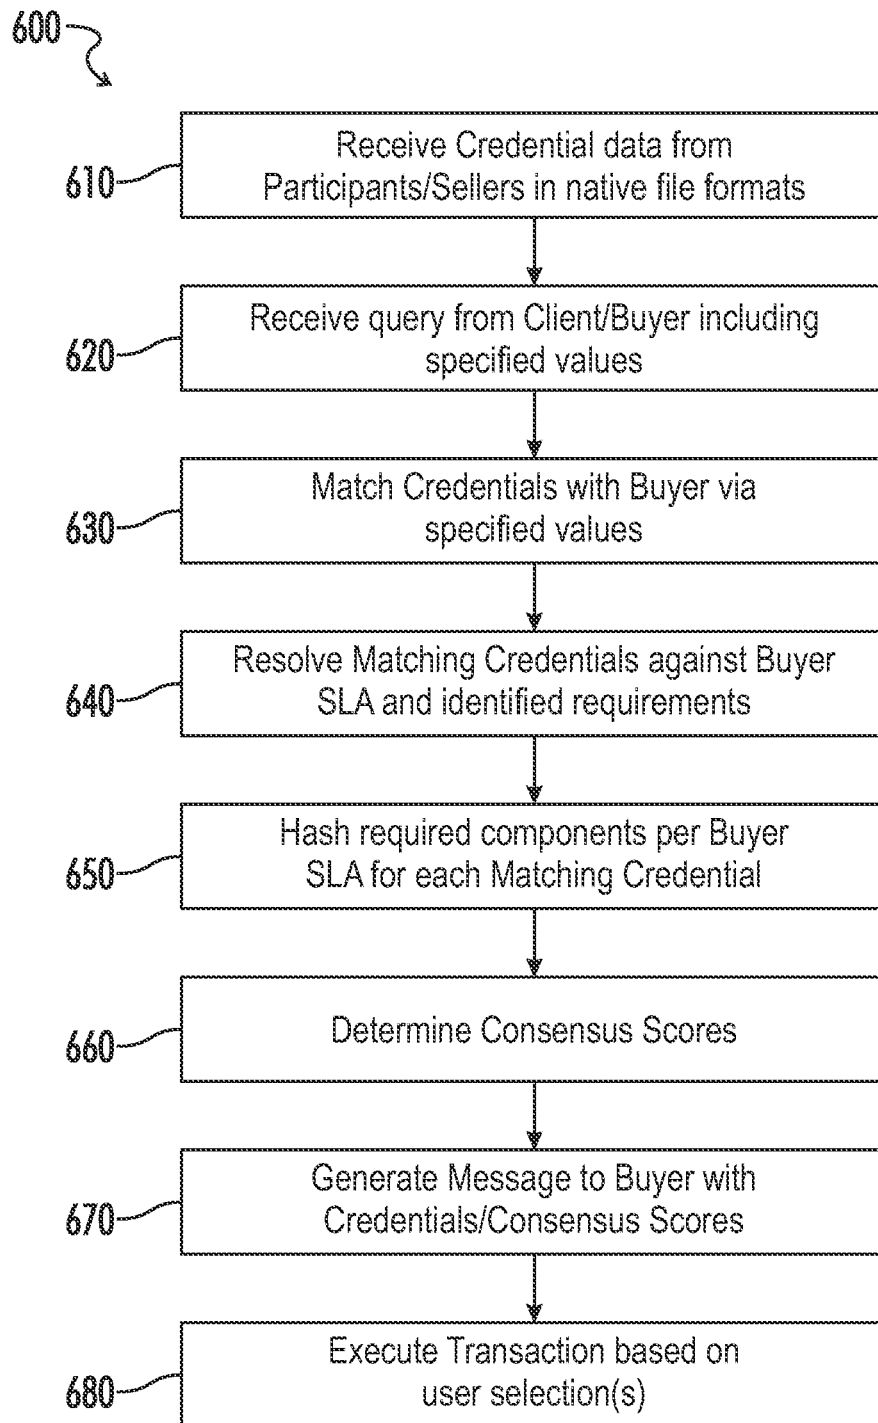 600
610
Receive Credential data from
Participants/Sellers in native file formats
620
Receive query from Client/Buyer including
specified values
630
Match Credentials with Buyer via
specified values
640
Resolve Matching Credentials against Buyer
SLA and identified requirements
650
Hash required components per Buyer
SLA for each Matching Credential
660
Determine Consensus Scores
670
Generate Message to Buyer with
Credentials/Consensus Scores
680
Execute Transaction based on
user selection(s)